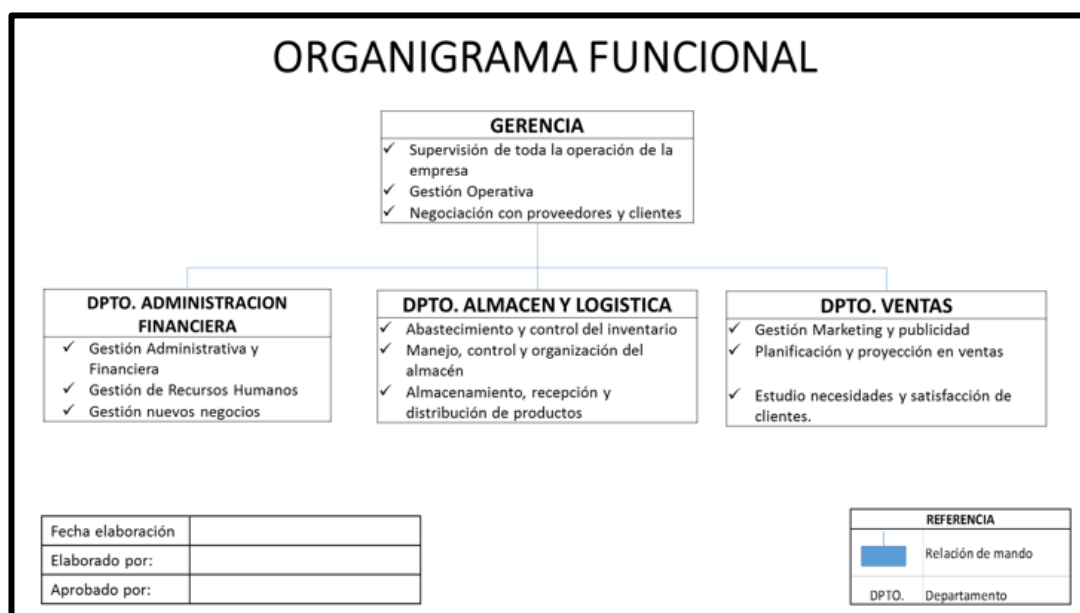 ORGANIGRAMA FUNCIONAL
GERENCIA
✓ Supervisión de toda la operación de la
empresa
✓ Gestión Operativa
✓ Negociación con proveedores y clientes
DPTO. ADMINISTRACION
FINANCIERA
✓ Gestión Administrativa y
Financiera
✓ Gestión de Recursos Humanos
✓ Gestión nuevos negocios
DPTO. ALMACEN Y LOGISTICA
✓ Abastecimiento y control del inventario
✓ Manejo, control y organización del
almacén
✓ Almacenamiento, recepción y
distribución de productos
DPTO. VENTAS
✓ Gestión Marketing y publicidad
✓ Planificación y proyección en ventas
✓ Estudio necesidades y satisfacción de
clientes.
Fecha elaboración
Elaborado por:
Aprobado por:
REFERENCIA
Relación de mando
DPTO. Departamento